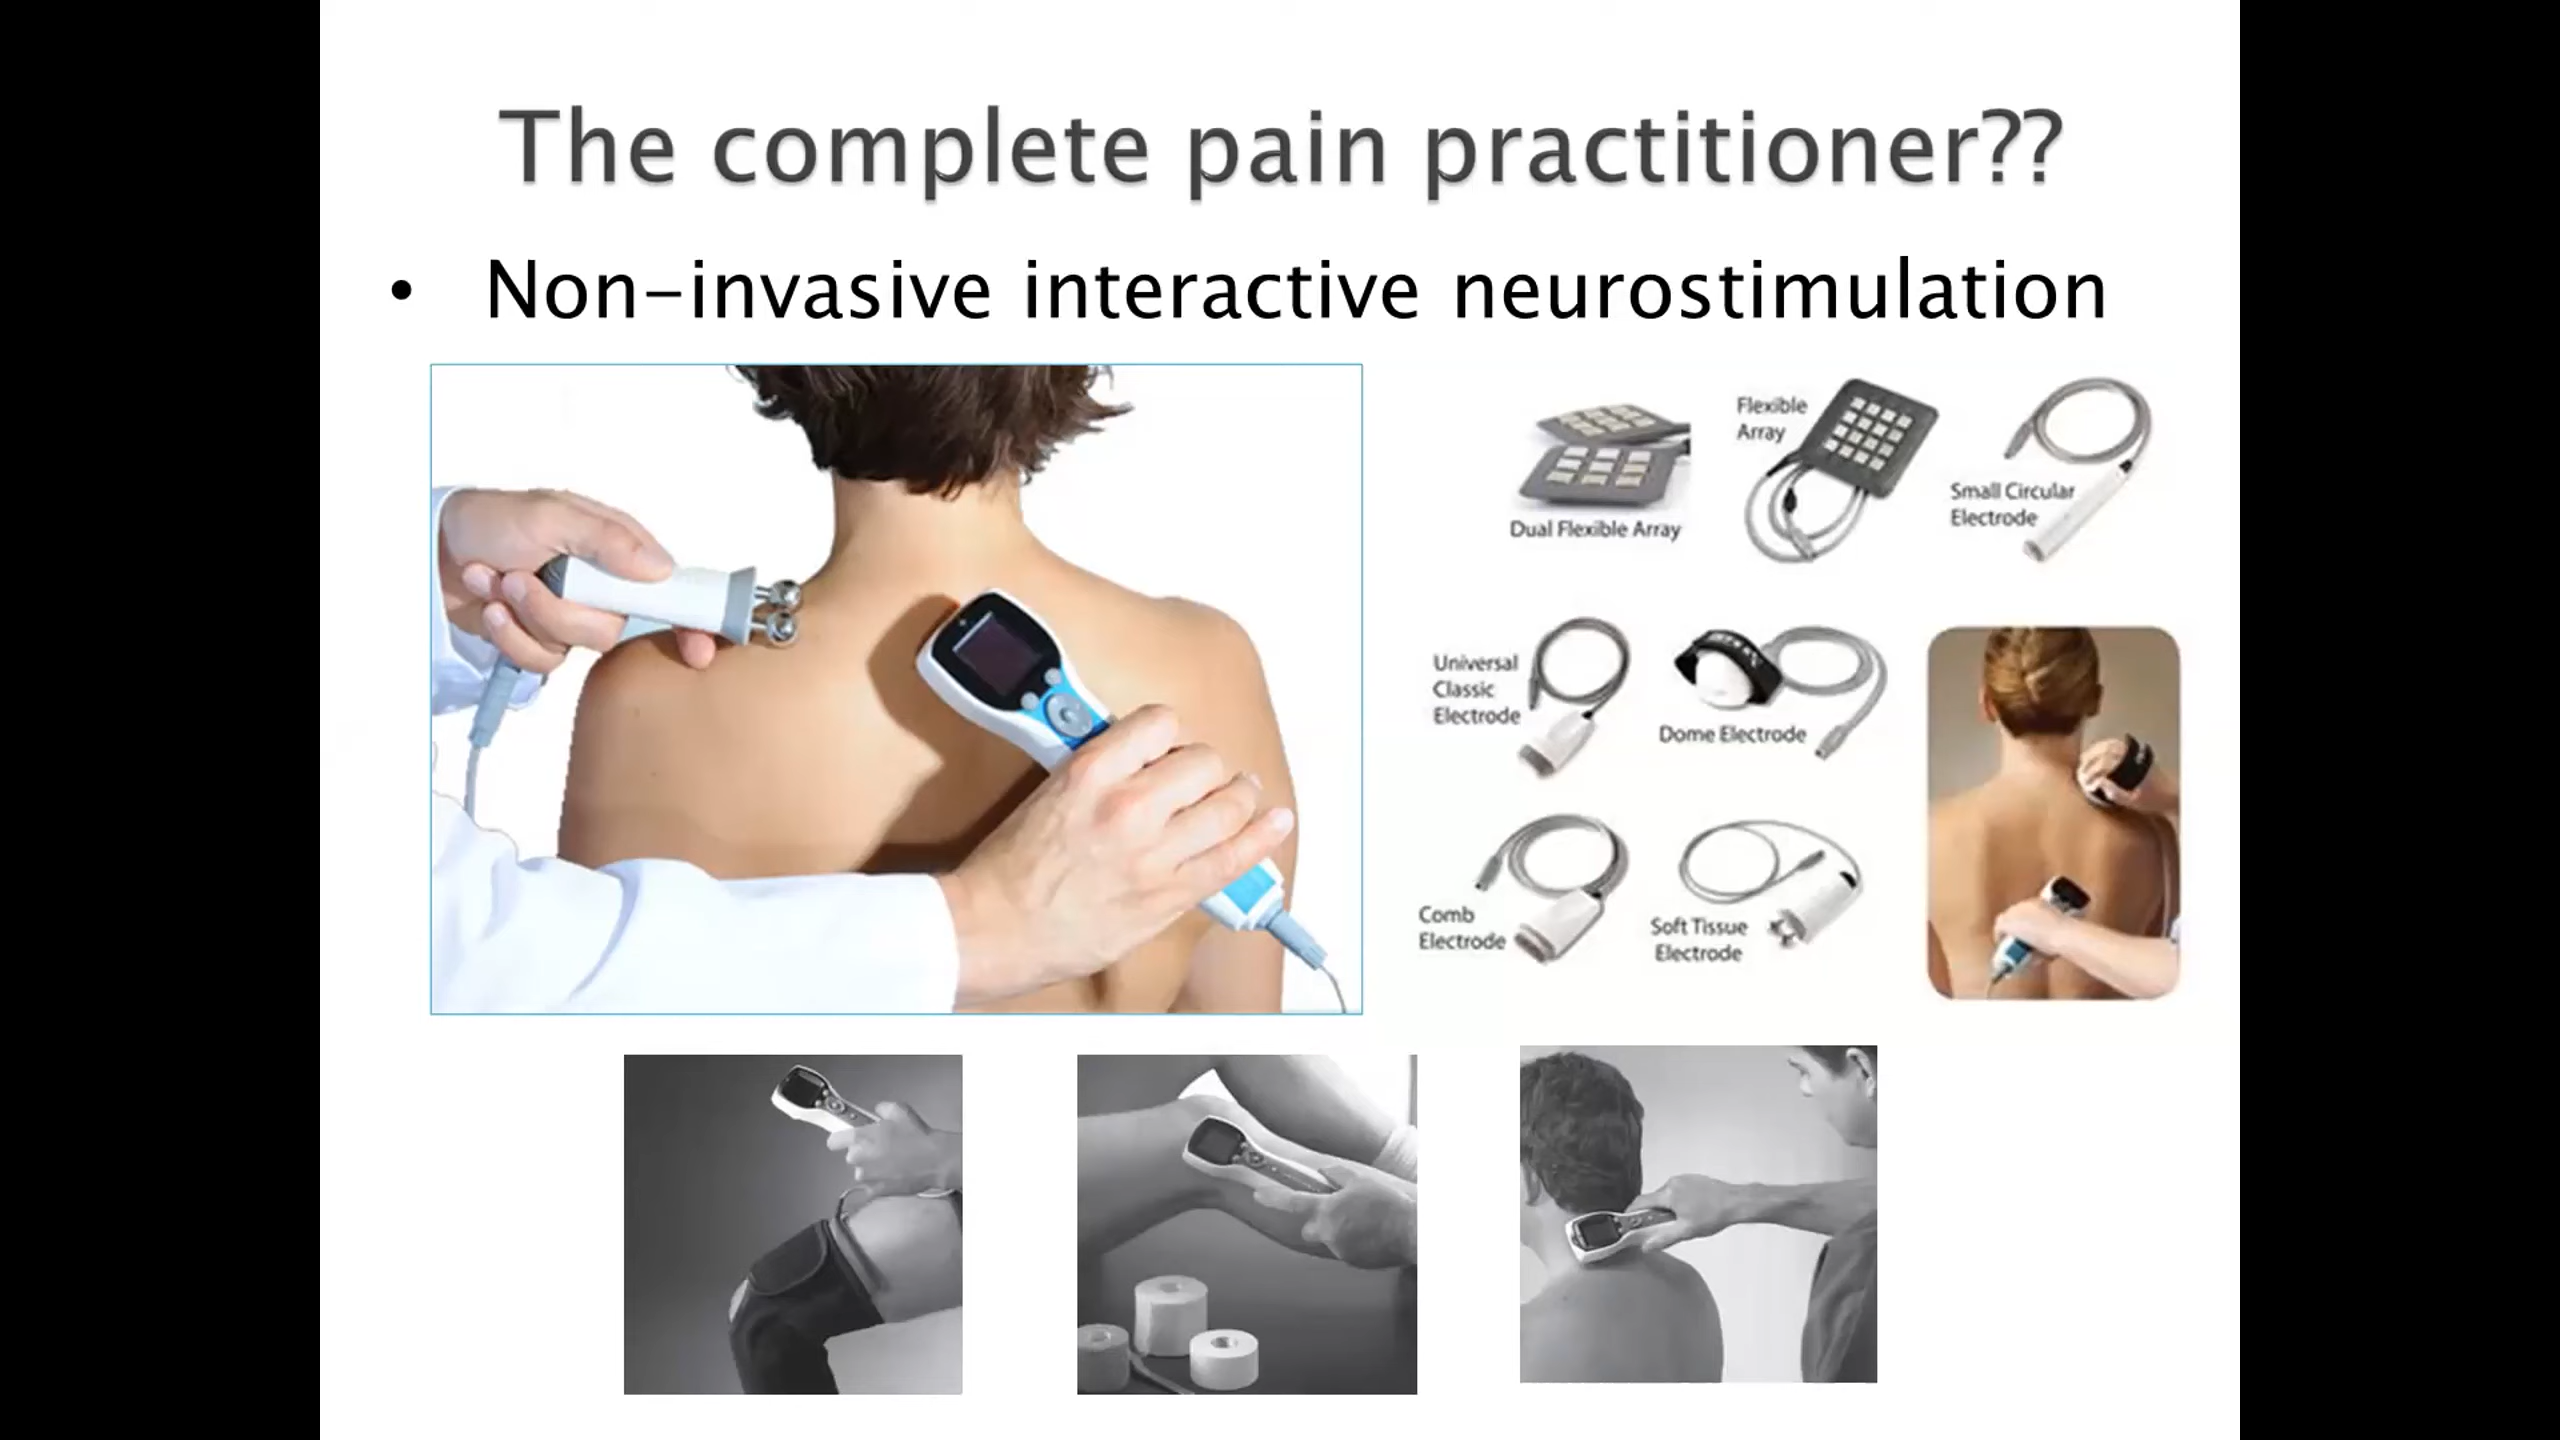 The complete pain practitioner??
• Non-invasive interactive neurostimulation
Flexible
Array
Small Circular
Electrode
Dual Flexible Array
Universal
Classic
Electrode
Dome Electrode
Comb
Electrode
Soft Tissue
Electrode